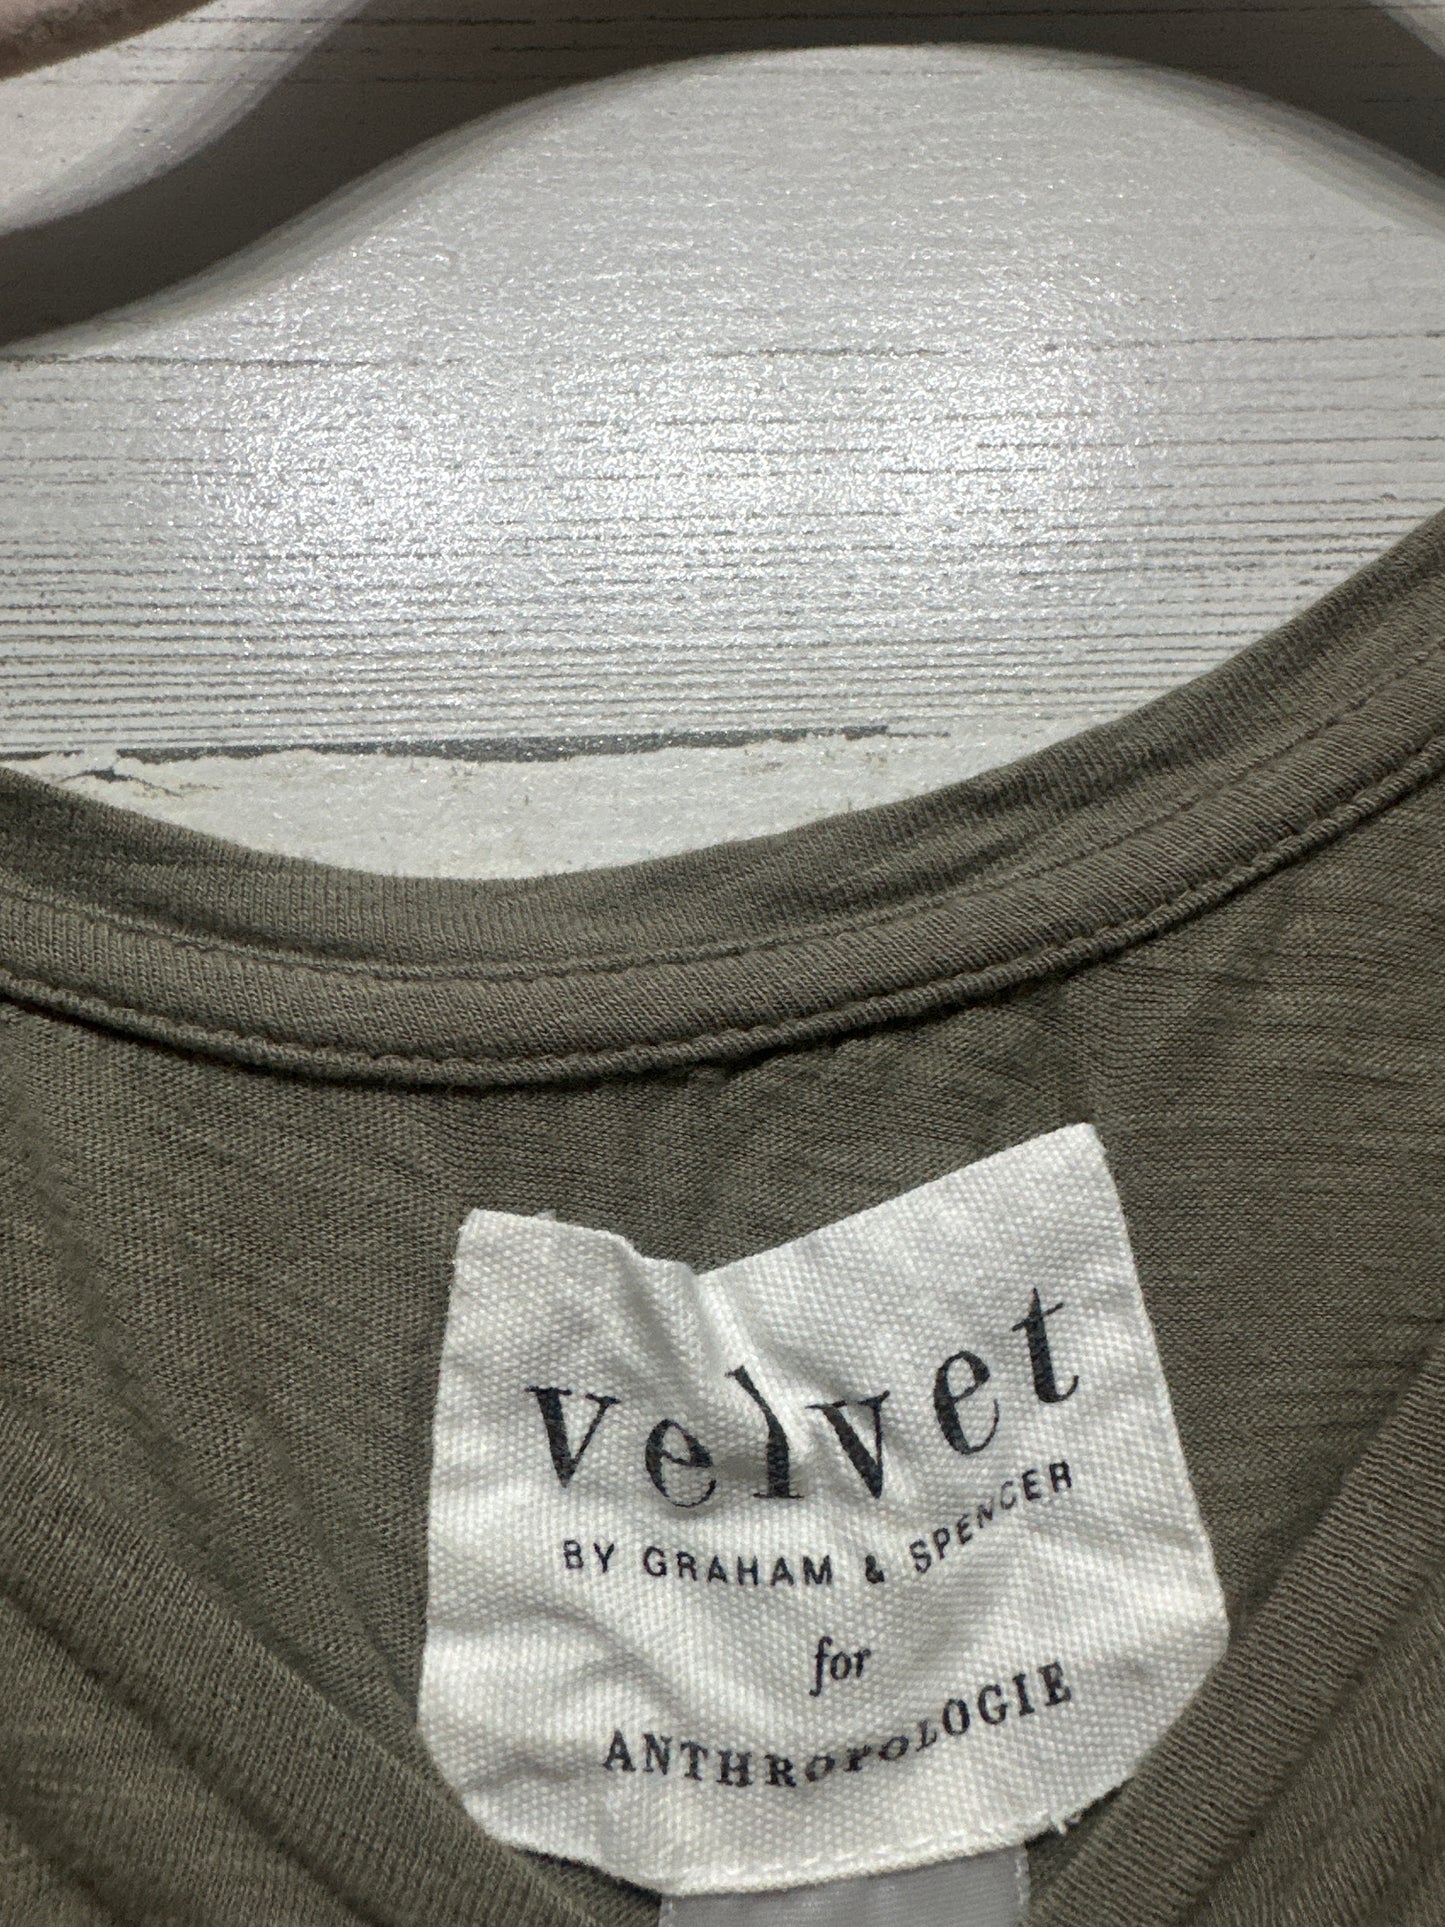 velvet
BY GRAHAM & SPENCER
for
ANTHROPOLOGIE